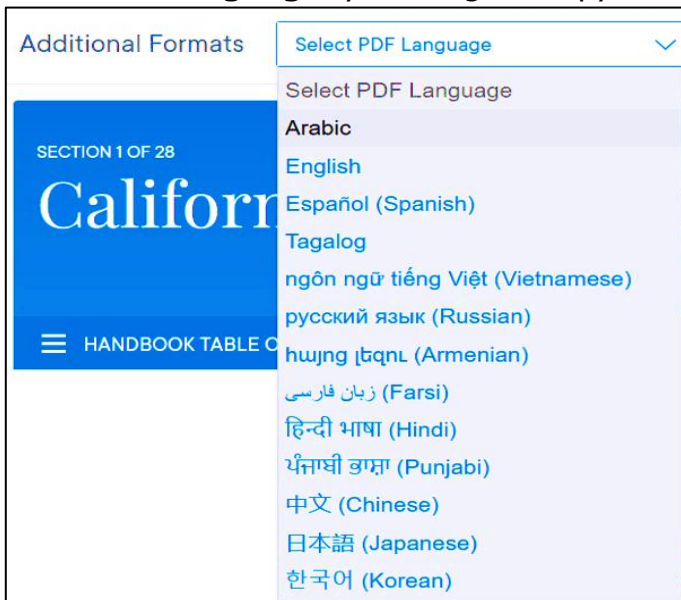 Additional Formats
Select PDF Language
Select PDF Language
Arabic
English
Español (Spanish)
Tagalog
ngôn ngữ tiếng Việt (Vietnamese)
русский язык (Russian)
հայոց լեզու (Armenian)
زبان فارسی (Farsi)
हिन्दी भाषा (Hindi)
ਪੰਜਾਬੀ ਭਾਸ਼ਾ (Punjabi)
中文 (Chinese)
日本語 (Japanese)
한국어 (Korean)
SECTION 1 OF 28
Californ
HANDBOOK TABLE O